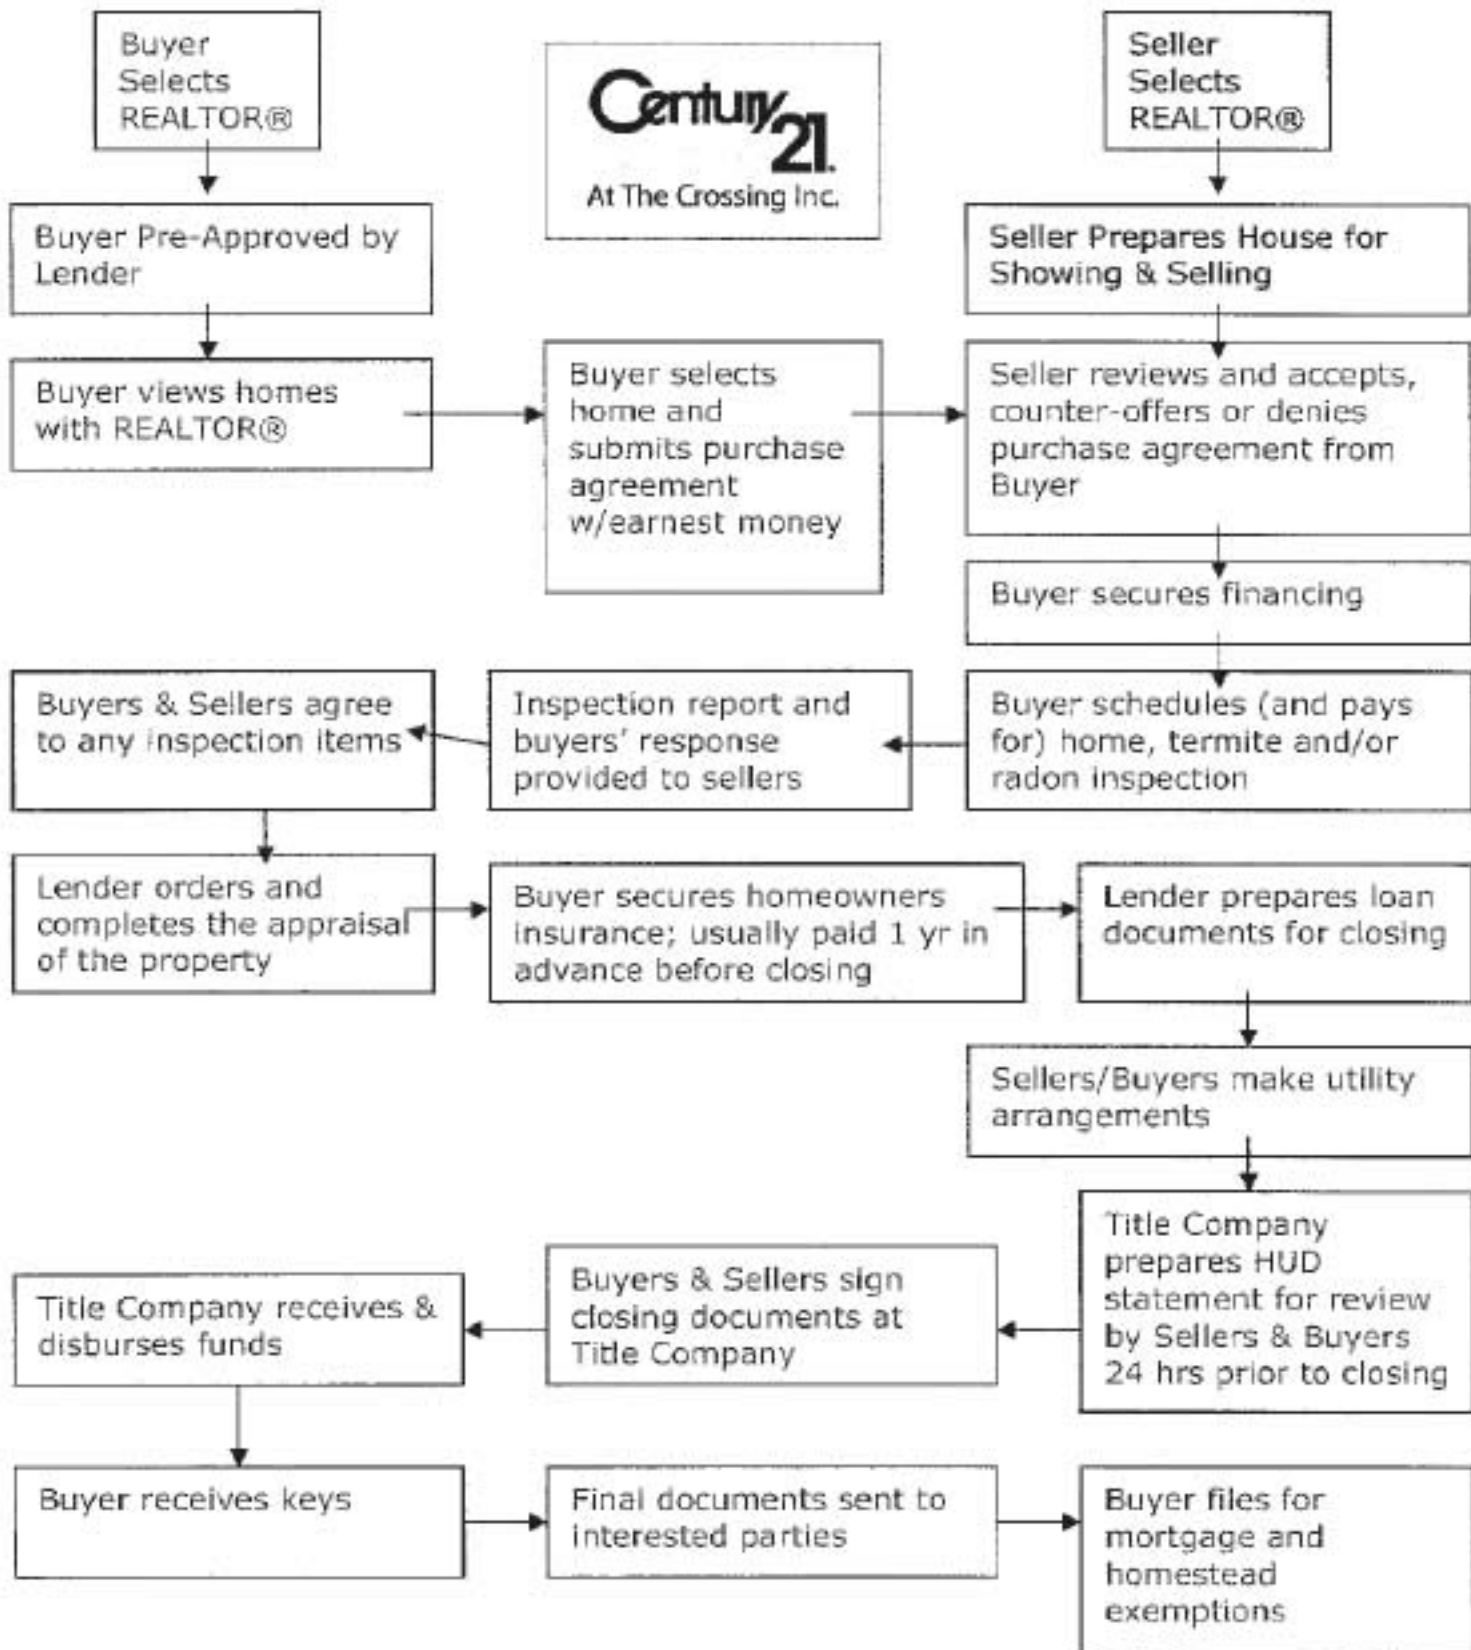 Buyer
Selects
REALTOR®
Century 21.
At The Crossing Inc.
Seller
Selects
REALTOR®
Buyer Pre-Approved by
Lender
Seller Prepares House for
Showing & Selling
Buyer views homes
with REALTOR®
Buyer selects
home and
submits purchase
agreement
w/earnest money
Seller reviews and accepts,
counter-offers or denies
purchase agreement from
Buyer
Buyer secures financing
Buyer schedules (and pays
for) home, termite and/or
radon inspection
Inspection report and
buyers' response
provided to sellers
Buyers & Sellers agree
to any inspection items
Lender orders and
completes the appraisal
of the property
Buyer secures homeowners
insurance; usually paid 1 yr in
advance before closing
Lender prepares loan
documents for closing
Sellers/Buyers make utility
arrangements
Title Company
prepares HUD
statement for review
by Sellers & Buyers
24 hrs prior to closing
Buyers & Sellers sign
closing documents at
Title Company
Title Company receives &
disburses funds
Buyer receives keys
Final documents sent to
interested parties
Buyer files for
mortgage and
homestead
exemptions